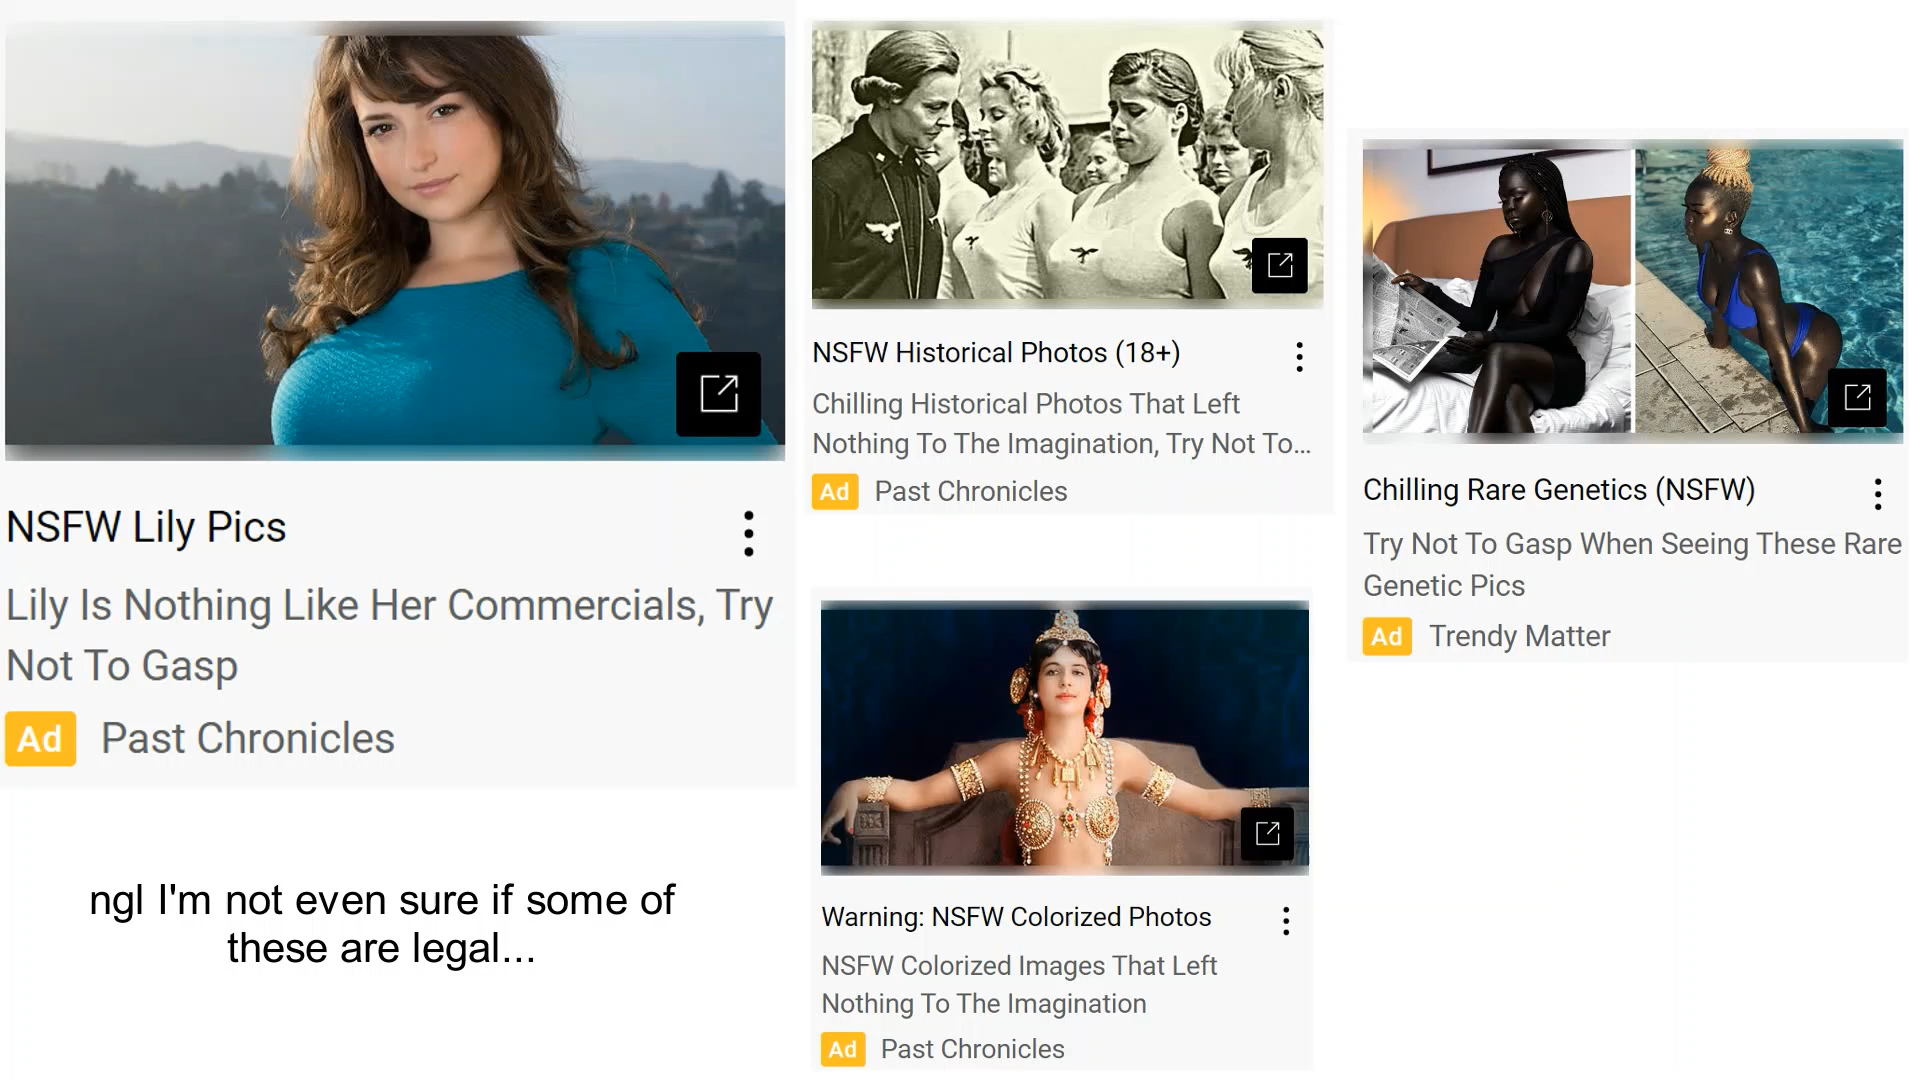 NSFW Lily Pics
Lily Is Nothing Like Her Commercials, Try
Not To Gasp
Ad Past Chronicles
ngl I'm not even sure if some of
these are legal...
NSFW Historical Photos (18+)
Chilling Historical Photos That Left
Nothing To The Imagination, Try Not To...
Ad Past Chronicles
Warning: NSFW Colorized Photos
NSFW Colorized Images That Left
Nothing To The Imagination
Ad Past Chronicles
Chilling Rare Genetics (NSFW)
Try Not To Gasp When Seeing These Rare
Genetic Pics
Ad Trendy Matter